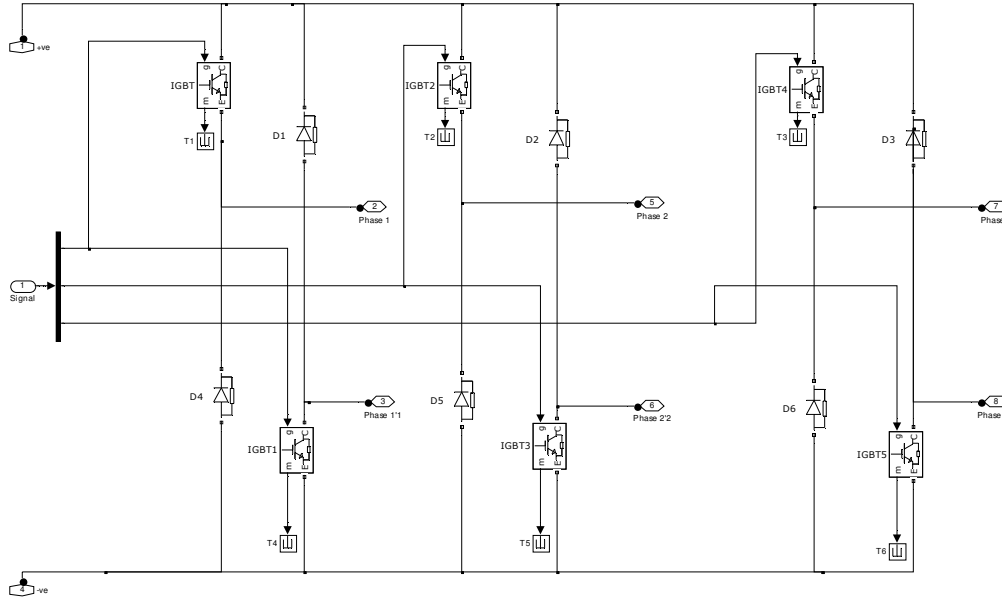 1
+ve
g
C
IGBT
m
E
T1
D1
g
C
IGBT2
m
E
T2
D2
g
C
IGBT4
m
E
T3
D3
2
Phase 1
5
Phase 2
7
Phase
1
Signal
D4
3
Phase 1'1
D5
6
Phase 2'2
D6
8
Phase
g
C
IGBT1
m
E
T4
g
C
IGBT3
m
E
T5
g
C
IGBT5
m
E
T6
4
-ve